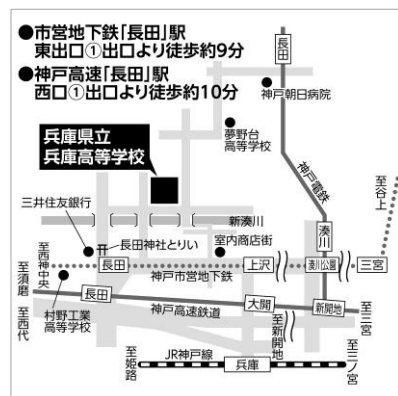 ●市営地下鉄「長田」駅
東出口①出口より徒歩約9分
●神戸高速「長田」駅
西口①出口より徒歩約10分
長田
神戸朝日病院
夢野台
高等学校
兵庫県立
兵庫高等学校
神戸電鉄
至谷上
三井住友銀行
新湊川
湊川
長田神社とりい
室内商店街
至西神中央
長田
上沢
湊川公園
三宮
神戸市営地下鉄
至須磨
至西代
長田
村野工業
高等学校
神戸高速鉄道
大開
新開地
至新開地
至三宮
至姫路
JR神戸線
兵庫
至三ノ宮